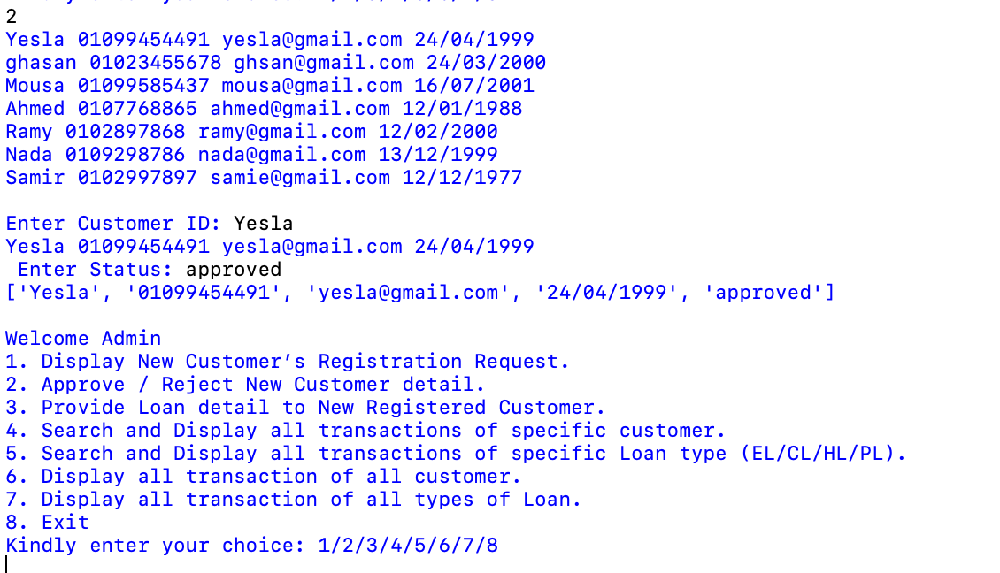 2
Yesla 01099454491 yesla@gmail.com 24/04/1999
ghasan 01023455678 ghsan@gmail.com 24/03/2000
Mousa 01099585437 mousa@gmail.com 16/07/2001
Ahmed 0107768865 ahmed@gmail.com 12/01/1988
Ramy 0102897868 ramy@gmail.com 12/02/2000
Nada 0109298786 nada@gmail.com 13/12/1999
Samir 0102997897 samie@gmail.com 12/12/1977
Enter Customer ID: Yesla
Yesla 01099454491 yesla@gmail.com 24/04/1999
Enter Status: approved
['Yesla', '01099454491', 'yesla@gmail.com', '24/04/1999', 'approved']
Welcome Admin
1. Display New Customer’s Registration Request.
2. Approve / Reject New Customer detail.
3. Provide Loan detail to New Registered Customer.
4. Search and Display all transactions of specific customer.
5. Search and Display all transactions of specific Loan type (EL/CL/HL/PL).
6. Display all transaction of all customer.
7. Display all transaction of all types of Loan.
8. Exit
Kindly enter your choice: 1/2/3/4/5/6/7/8